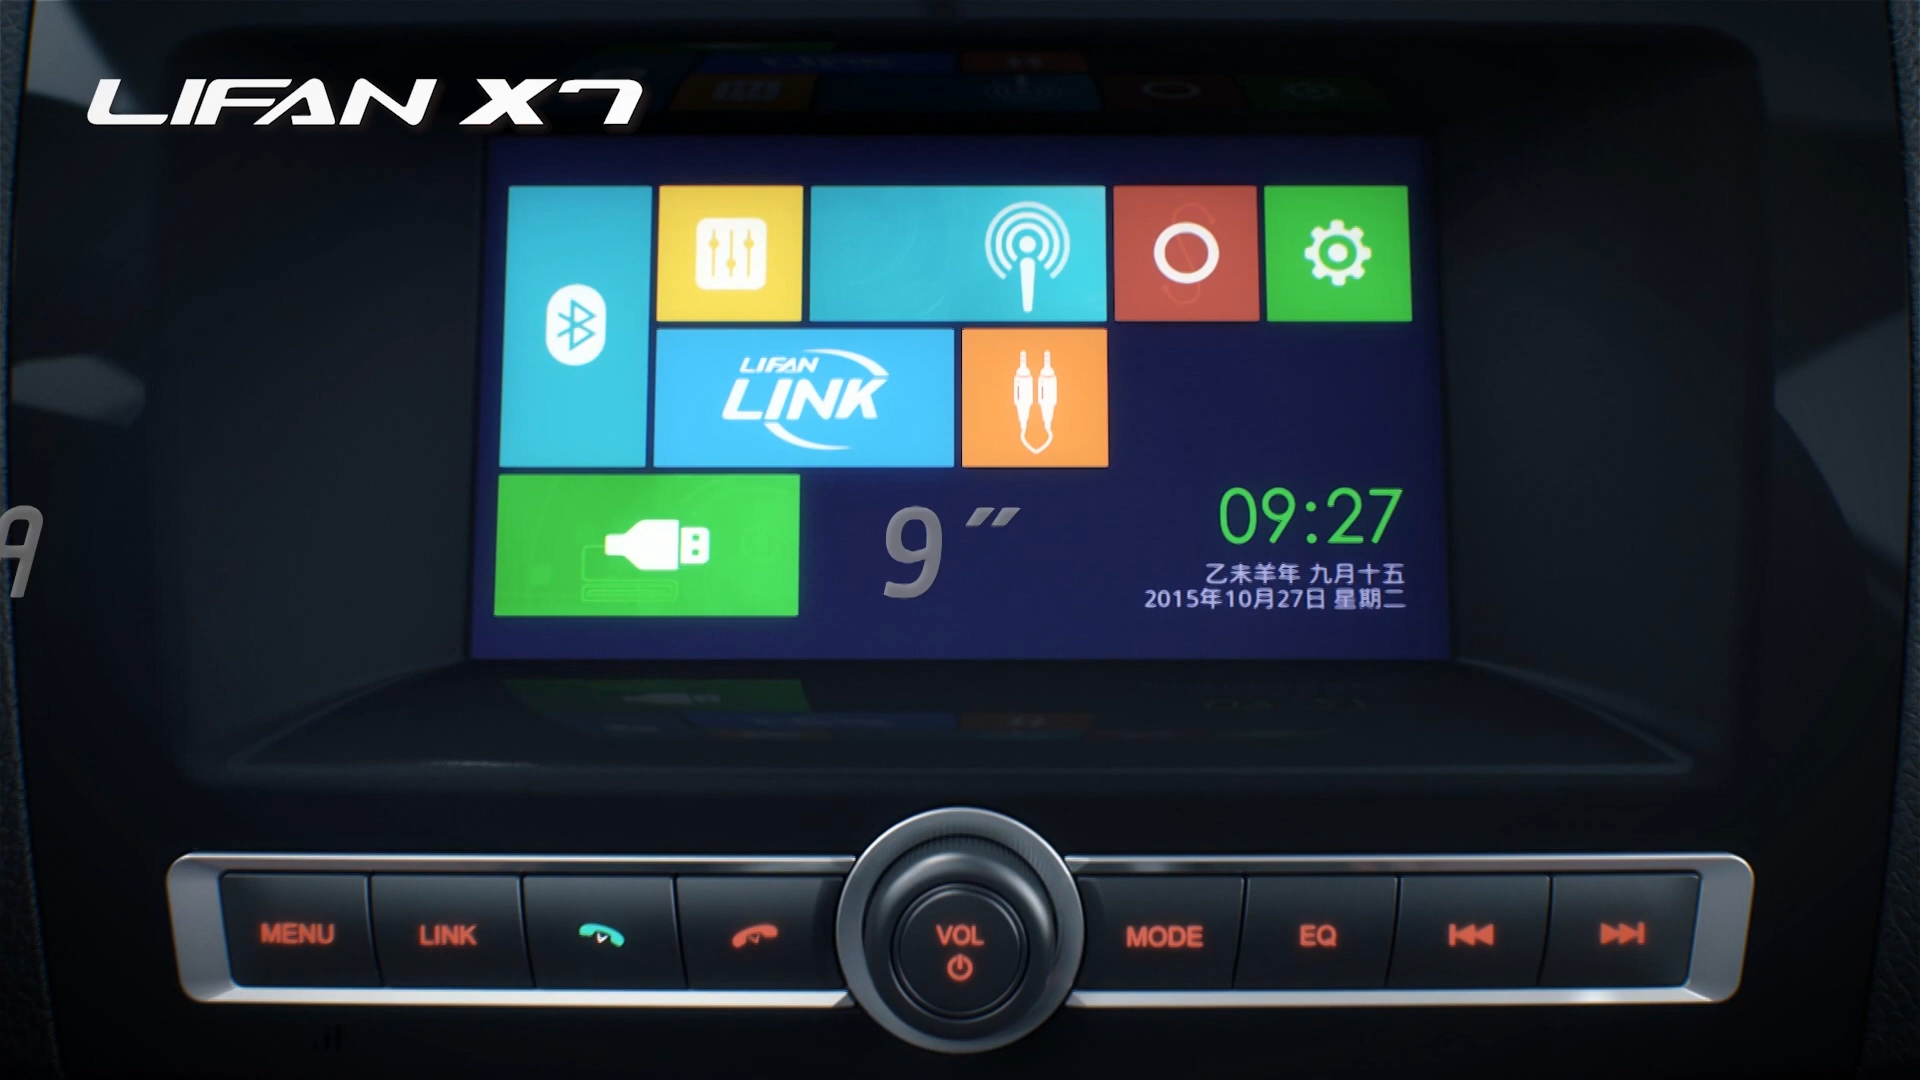 LIFAN X7
LIFAN
LINK
A
9"
09:27
乙未羊年 九月十五
2015年10月27日 星期二
MENU
LINK
VOL
MODE
EQ